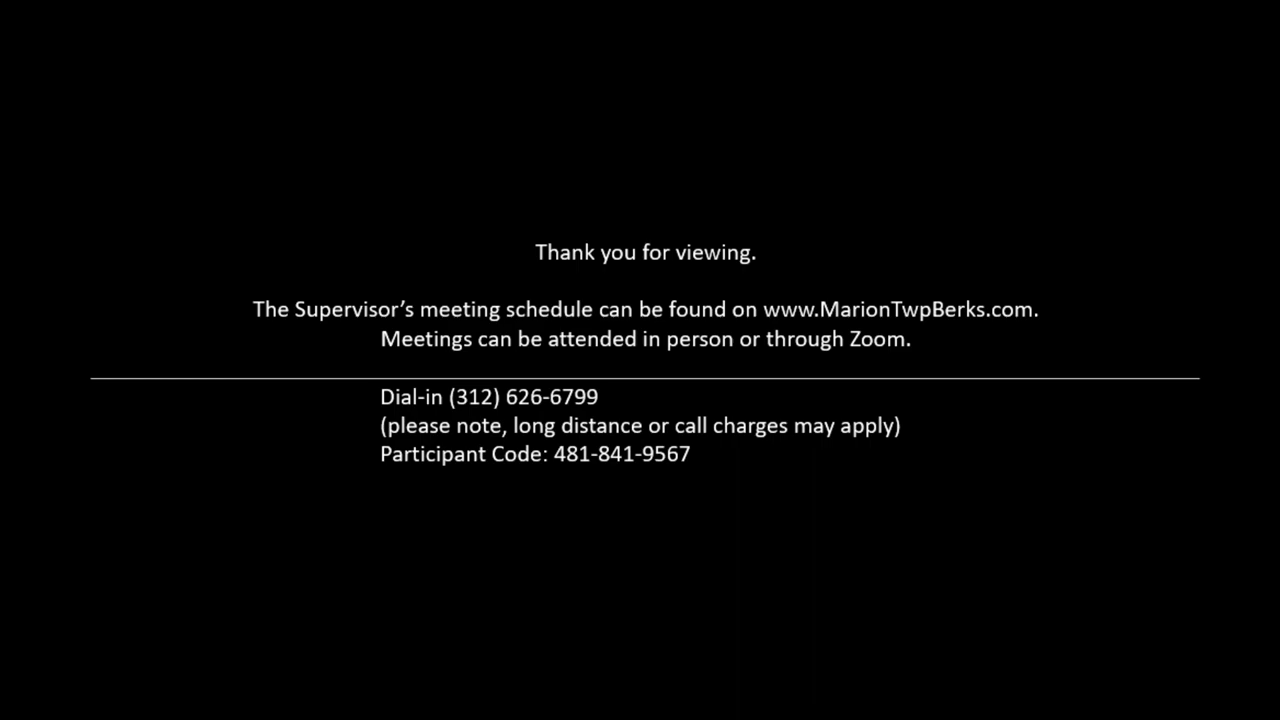 Thank you for viewing.
The Supervisor’s meeting schedule can be found on www.MarionTwpBerks.com.
Meetings can be attended in person or through Zoom.
Dial-in (312) 626-6799
(please note, long distance or call charges may apply)
Participant Code: 481-841-9567